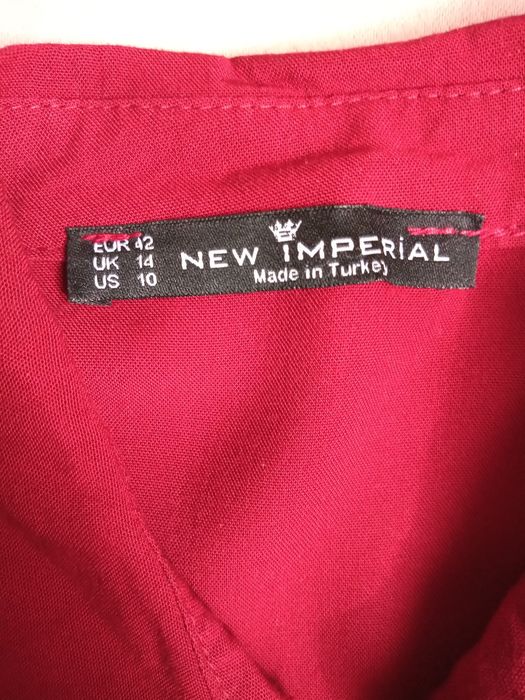 EUR 42
UK 14
US 10
NEW IMPERiAL
Made in Turkey